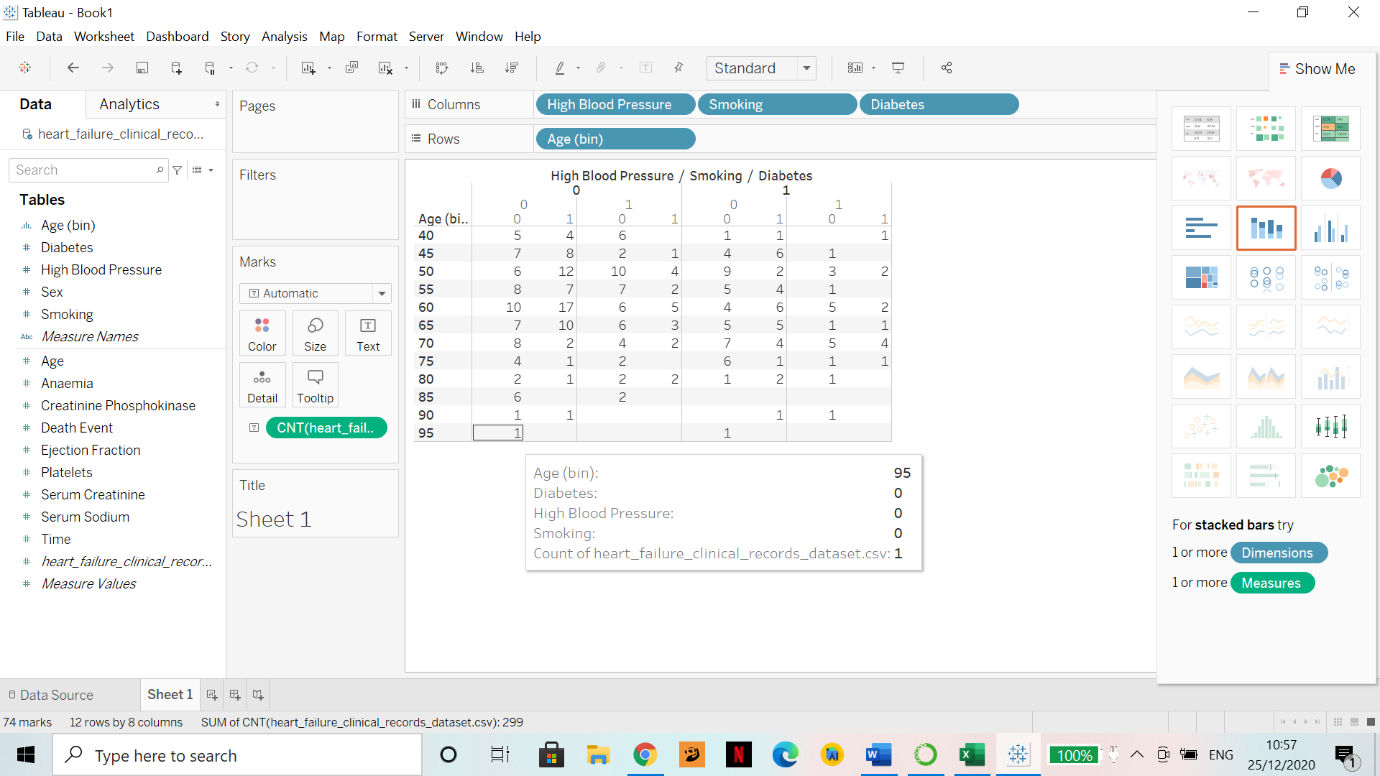 Tableau - Book1
File Data Worksheet Dashboard Story Analysis Map Format Server Window Help
Standard
Show Me
Data Analytics
heart_failure_clinical_reco...
Search
Tables
Age (bin)
Diabetes
High Blood Pressure
Sex
Smoking
Abc Measure Names
Age
Anaemia
Creatinine Phosphokinase
Death Event
Ejection Fraction
Platelets
Serum Creatinine
Serum Sodium
Time
heart_failure_clinical_recor...
Measure Values
Pages
Filters
Marks
T Automatic
Color Size Text
Detail Tooltip
CNT(heart_fail..
Title
Sheet 1
Columns High Blood Pressure Smoking Diabetes
Rows Age (bin)
High Blood Pressure / Smoking / Diabetes
0 1
0 1 0 1
Age (bi.. 0 1 0 1 0 1 0 1
40 5 4 6 1 1 1
45 7 8 2 1 4 6 1
50 6 12 10 4 9 2 3 2
55 8 7 7 2 5 4 1
60 10 17 6 5 4 6 5 2
65 7 10 6 3 5 5 1 1
70 8 2 4 2 7 4 5 4
75 4 1 2 6 1 1 1
80 2 1 2 2 1 2 1
85 6 2
90 1 1 1 1
95 1 1
Age (bin): 95
Diabetes: 0
High Blood Pressure: 0
Smoking: 0
Count of heart_failure_clinical_records_dataset.csv: 1
For stacked bars try
1 or more Dimensions
1 or more Measures
Data Source Sheet 1
74 marks 12 rows by 8 columns SUM of CNT(heart_failure_clinical_records_dataset.csv): 299
Type here to search
100% ENG 10:57
25/12/2020
1